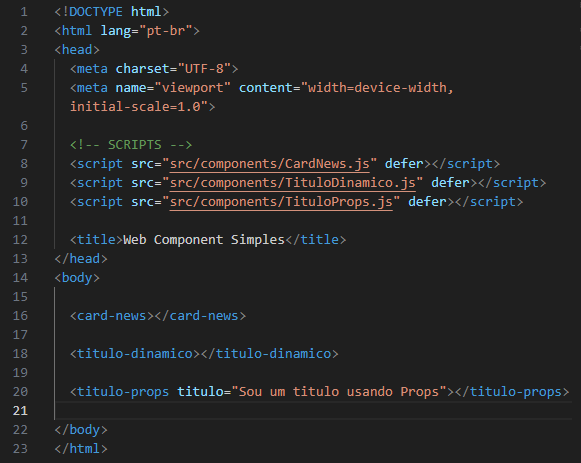 1 <!DOCTYPE html>
2 <html lang="pt-br">
3 <head>
4 <meta charset="UTF-8">
5 <meta name="viewport" content="width=device-width,
initial-scale=1.0">
6
7 <!-- SCRIPTS -->
8 <script src="src/components/CardNews.js" defer></script>
9 <script src="src/components/TituloDinamico.js" defer></script>
10 <script src="src/components/TituloProps.js" defer></script>
11
12 <title>Web Component Simples</title>
13 </head>
14 <body>
15
16 <card-news></card-news>
17
18 <titulo-dinamico></titulo-dinamico>
19
20 <titulo-props titulo="Sou um titulo usando Props"></titulo-props>
21
22 </body>
23 </html>